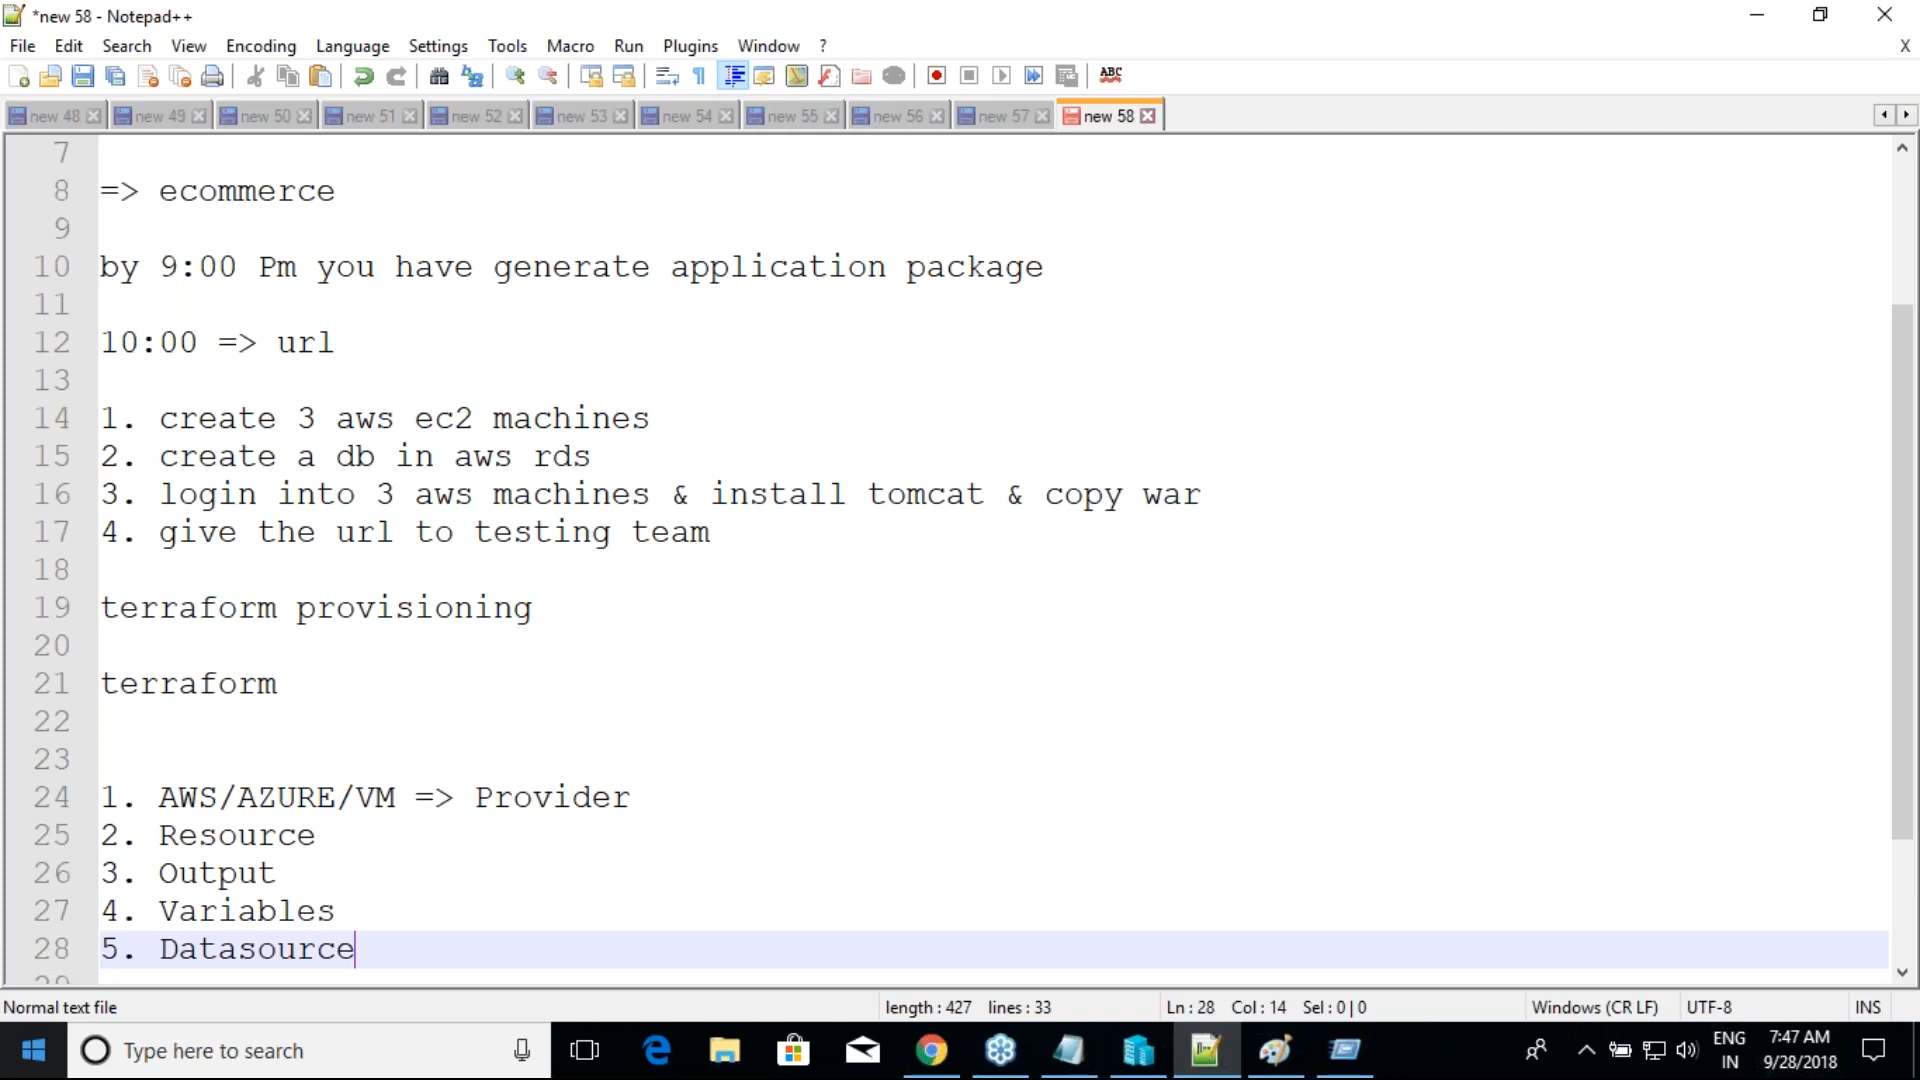 *new 58 - Notepad++
File Edit Search View Encoding Language Settings Tools Macro Run Plugins Window ? X
ABC
new 48 new 49 new 50 new 51 new 52 new 53 new 54 new 55 new 56 new 57 new 58
7
8 => ecommerce
9
10 by 9:00 Pm you have generate application package
11
12 10:00 => url
13
14 1. create 3 aws ec2 machines
15 2. create a db in aws rds
16 3. login into 3 aws machines & install tomcat & copy war
17 4. give the url to testing team
18
19 terraform provisioning
20
21 terraform
22
23
24 1. AWS/AZURE/VM => Provider
25 2. Resource
26 3. Output
27 4. Variables
28 5. Datasource
Normal text file length : 427 lines : 33 Ln : 28 Col : 14 Sel : 0 | 0 Windows (CR LF) UTF-8 INS
Type here to search
ENG
IN
7:47 AM
9/28/2018